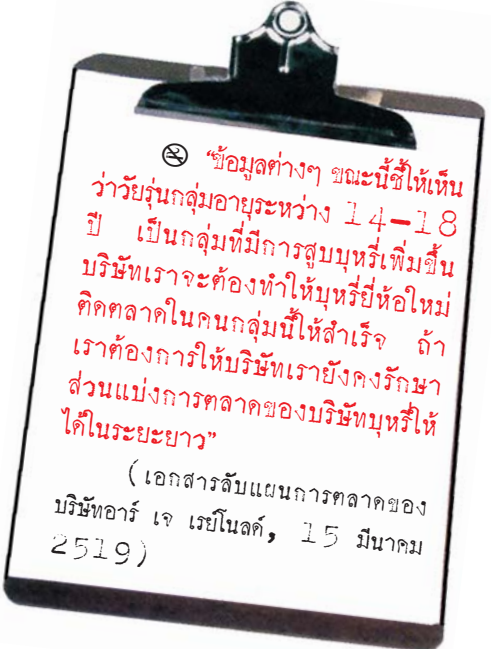 “ข้อมูลต่างๆ ขณะนี้ชี้ให้เห็น
ว่าวัยรุ่นกลุ่มอายุระหว่าง 14–18
ปี เป็นกลุ่มที่มีการสูบบุหรี่เพิ่มขึ้น
บริษัทเราจะต้องทำให้บุหรี่ยี่ห้อใหม่
ติดตลาดในคนกลุ่มนี้ให้สำเร็จ ถ้า
เราต้องการให้บริษัทเรายังคงรักษา
ส่วนแบ่งการตลาดของบริษัทบุหรี่ให้
ได้ในระยะยาว”
(เอกสารลับแผนการตลาดของ
บริษัทอาร์ เจ เรย์โนลด์, 15 มีนาคม
2519)